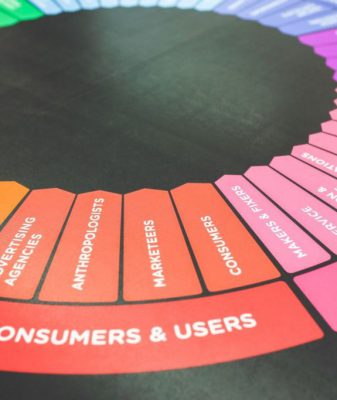 ADVERTISING
AGENCIES
ANTHROPOLOGISTS
MARKETEERS
CONSUMERS
MAKERS & FIXERS
SERVICE
CONSUMERS & USERS